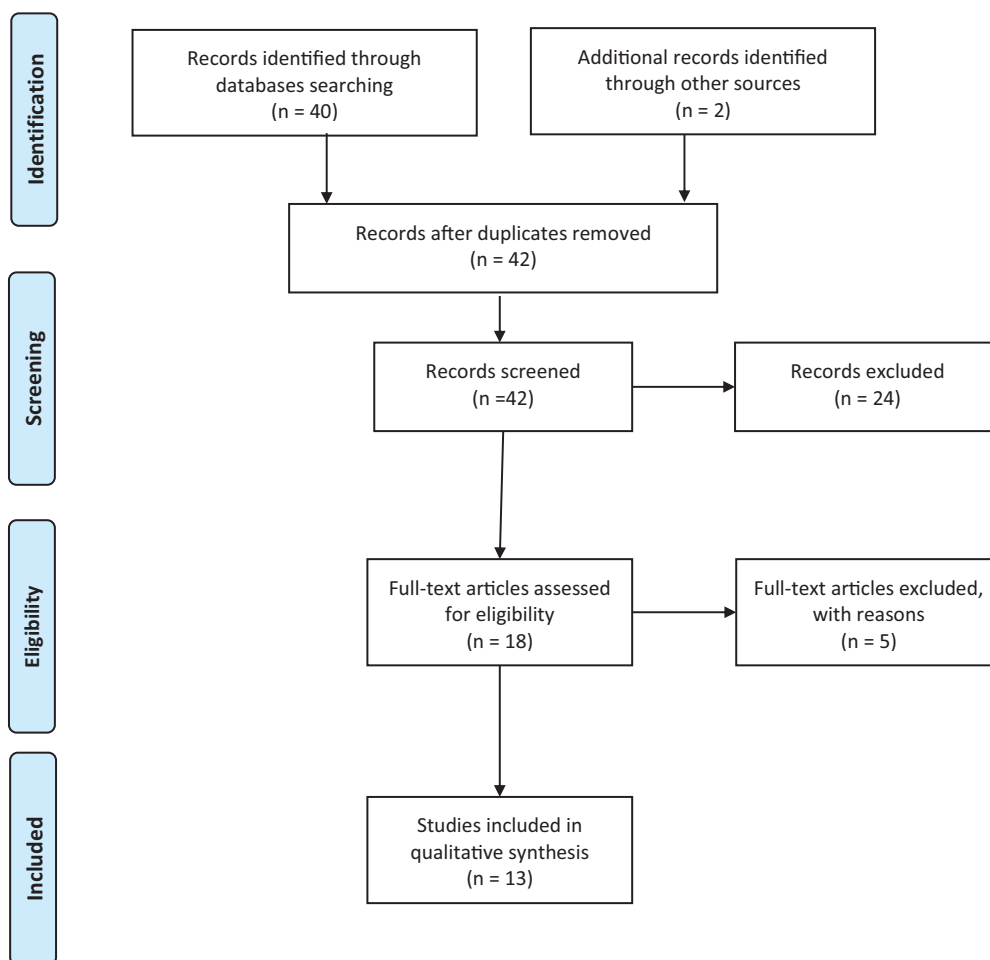 Identification
Records identified through
databases searching
(n = 40)
Additional records identified
through other sources
(n = 2)
Records after duplicates removed
(n = 42)
Screening
Records screened
(n =42)
Records excluded
(n = 24)
Eligibility
Full-text articles assessed
for eligibility
(n = 18)
Full-text articles excluded,
with reasons
(n = 5)
Included
Studies included in
qualitative synthesis
(n = 13)